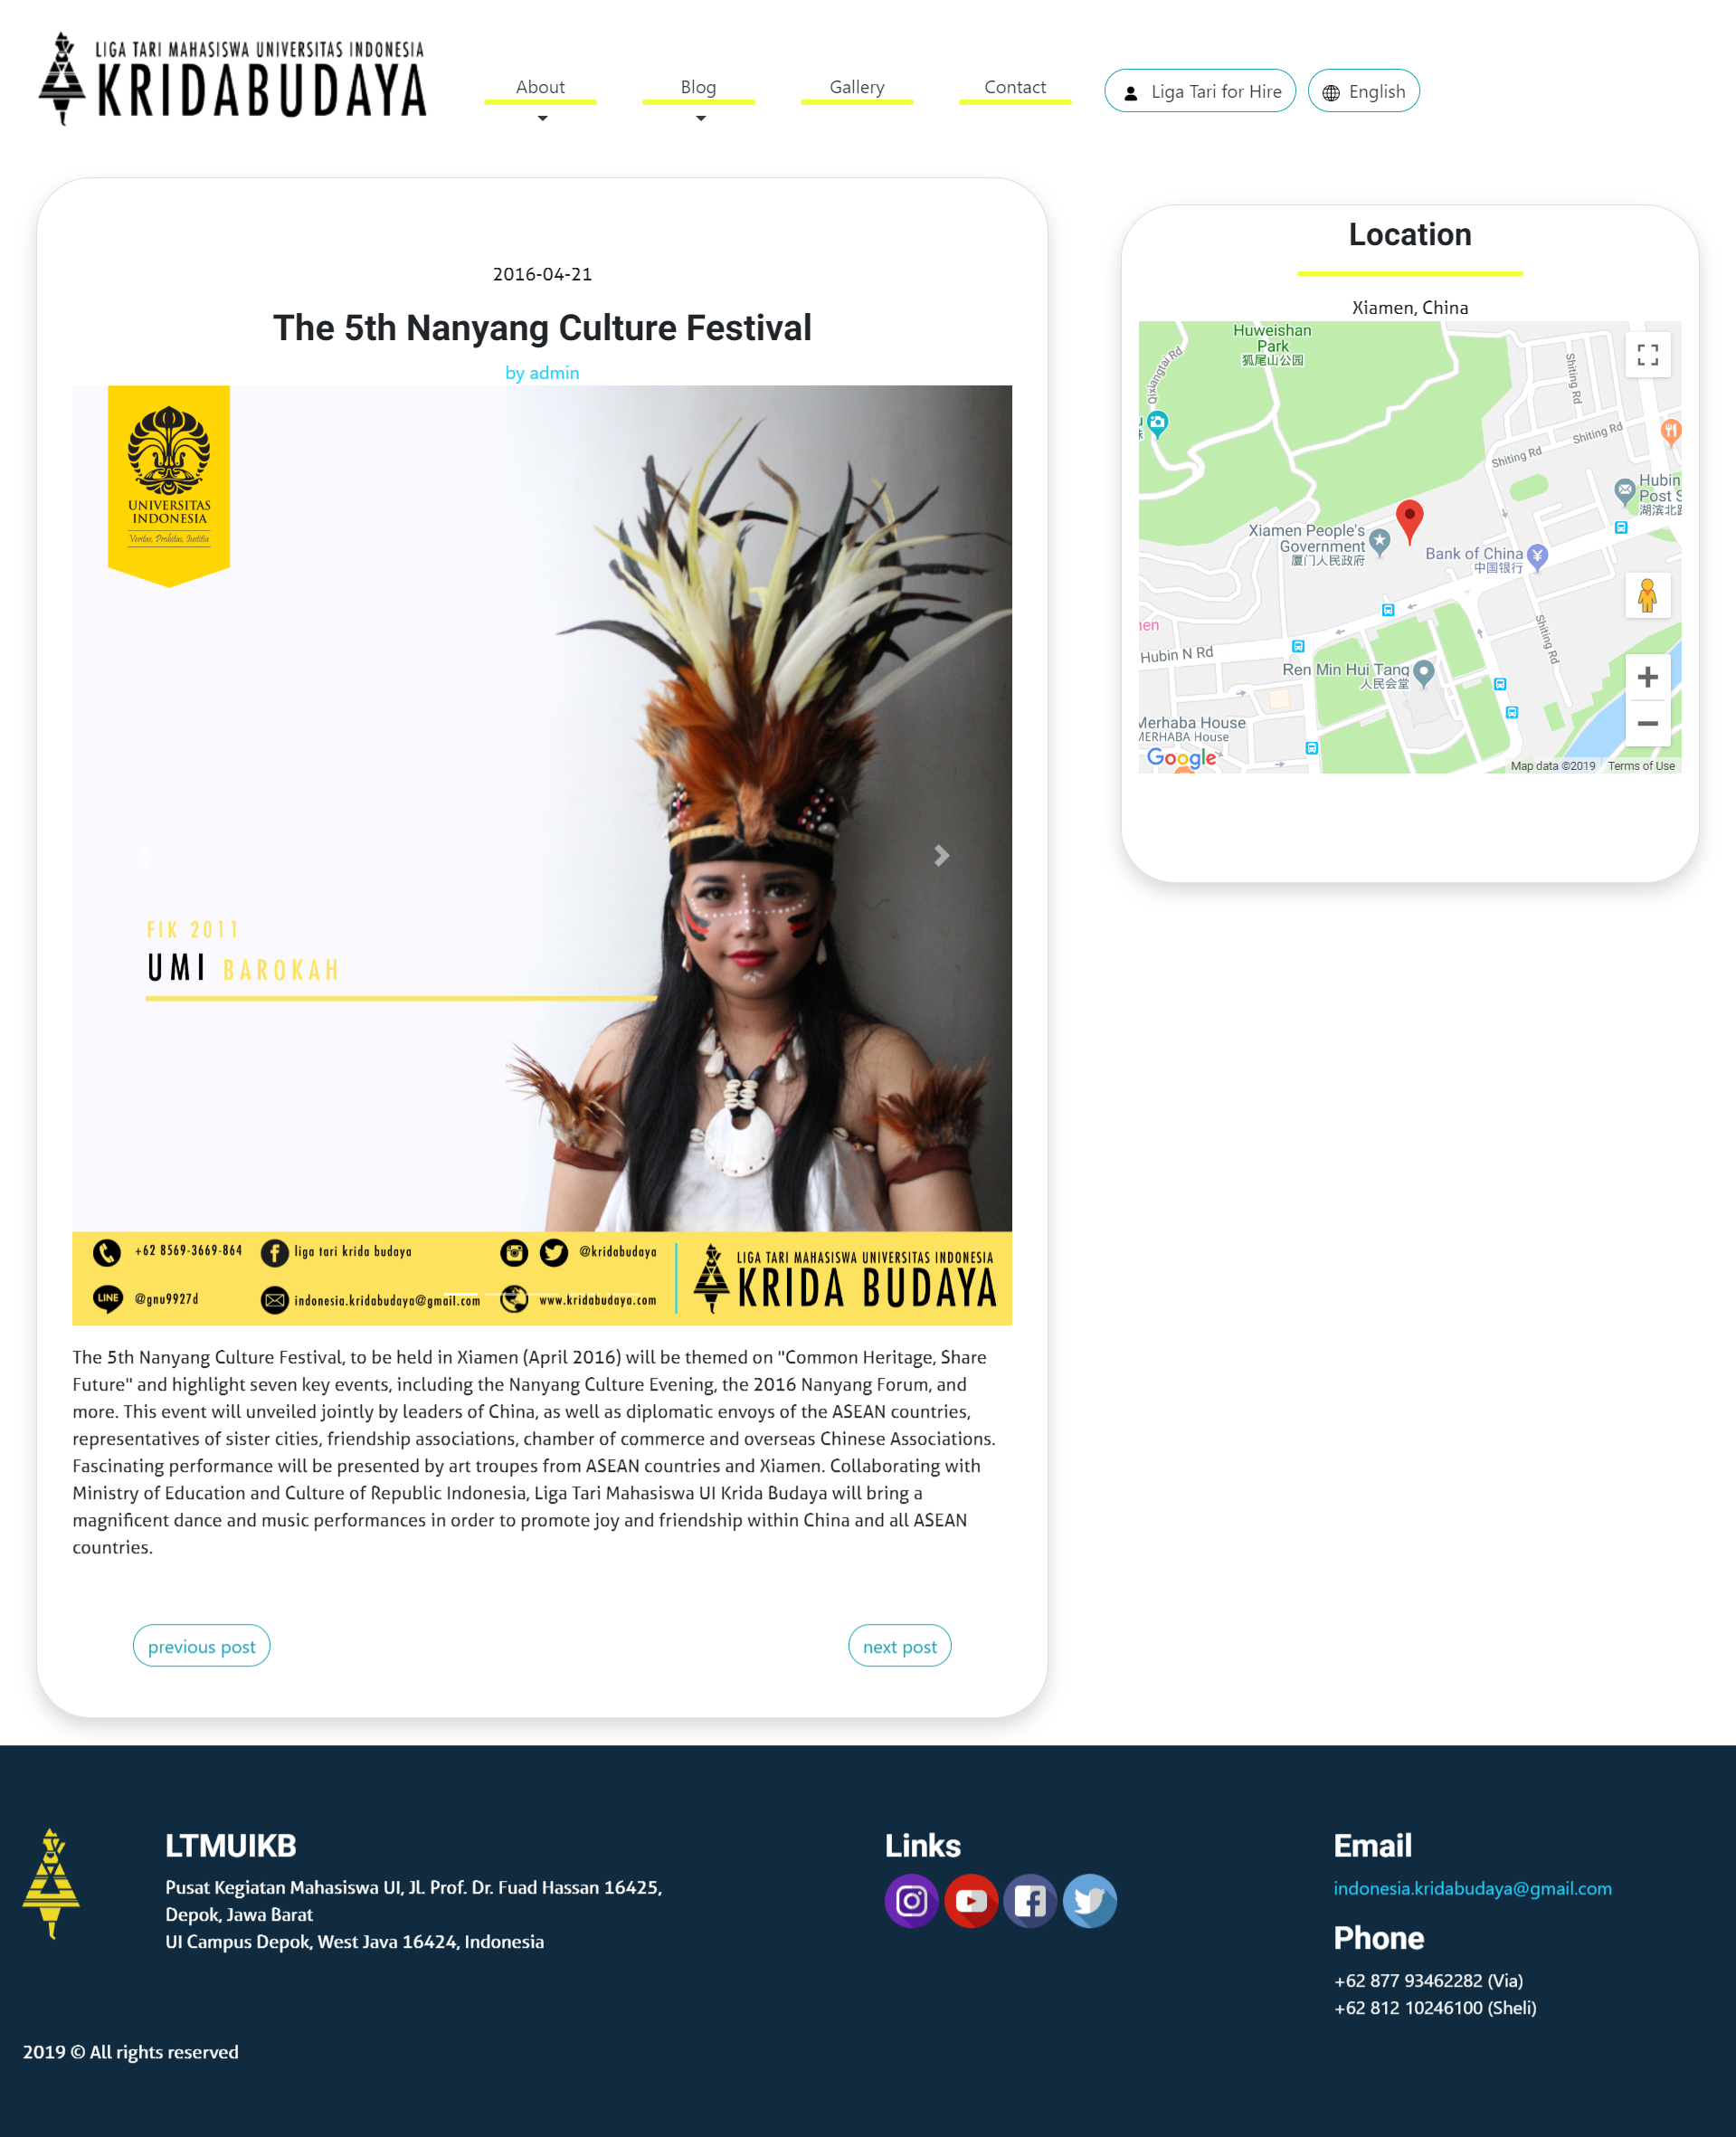 LIGA TARI MAHASISWA UNIVERSITAS INDONESIA
KRIDABUDAYA
About
Blog
Gallery
Contact
Liga Tari for Hire
English
2016-04-21
The 5th Nanyang Culture Festival
by admin
UNIVERSITAS
INDONESIA
Veritas, Probitas, Iustitia
FIK 2011
UMI BAROKAH
+62 8569-3669-864
liga tari krida budaya
@kridabudaya
LINE
@gnu9927d
indonesia.kridabudaya@gmail.com
www.kridabudaya.com
LIGA TARI MAHASISWA UNIVERSITAS INDONESIA
KRIDA BUDAYA
The 5th Nanyang Culture Festival, to be held in Xiamen (April 2016) will be themed on "Common Heritage, Share
Future" and highlight seven key events, including the Nanyang Culture Evening, the 2016 Nanyang Forum, and
more. This event will unveiled jointly by leaders of China, as well as diplomatic envoys of the ASEAN countries,
representatives of sister cities, friendship associations, chamber of commerce and overseas Chinese Associations.
Fascinating performance will be presented by art troupes from ASEAN countries and Xiamen. Collaborating with
Ministry of Education and Culture of Republic Indonesia, Liga Tari Mahasiswa UI Krida Budaya will bring a
magnificent dance and music performances in order to promote joy and friendship within China and all ASEAN
countries.
previous post
next post
Location
Xiamen, China
Huweishan
Park
狐尾山公园
Qixiangtai Rd
Shiting Rd
Shiting Rd
Shiting Rd
Hubin
Post S
湖滨北路
Xiamen People's
Government
厦门人民政府
Bank of China
中国银行
Shiting Rd
Hubin N Rd
Ren Min Hui Tang
人民会堂
Merhaba House
MERHABA House
Google
Map data ©2019
Terms of Use
LTMUIKB
Pusat Kegiatan Mahasiswa UI, Jl. Prof. Dr. Fuad Hassan 16425,
Depok, Jawa Barat
UI Campus Depok, West Java 16424, Indonesia
Links
Email
indonesia.kridabudaya@gmail.com
Phone
+62 877 93462282 (Via)
+62 812 10246100 (Sheli)
2019 © All rights reserved